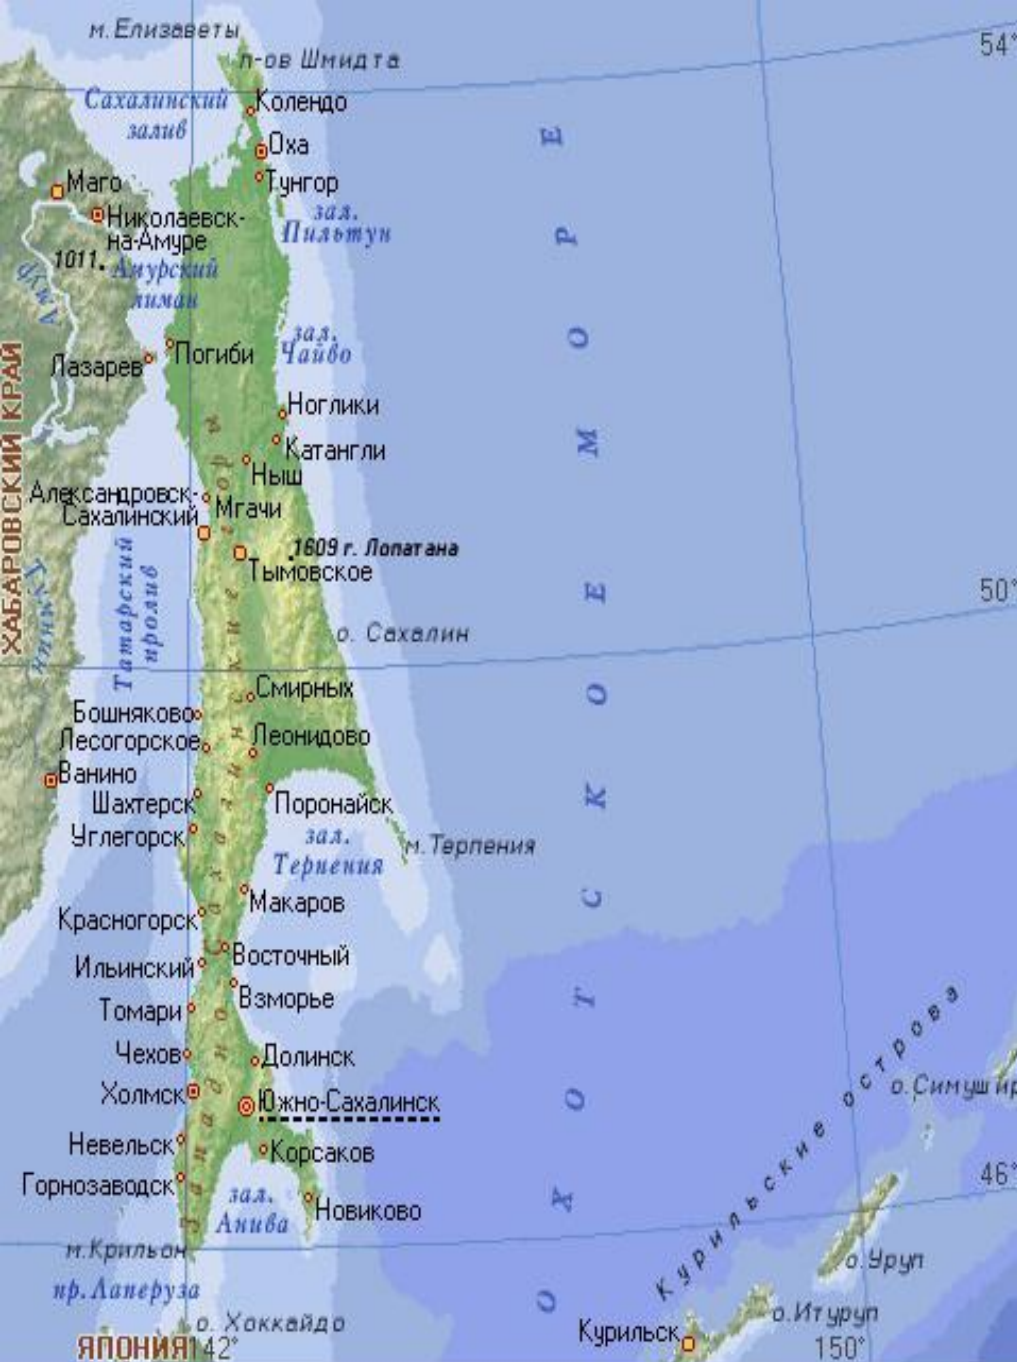 м.Елизаветы
п-ов Шмидта
54°
Сахалинский
залив
Колендо
Оха
Тунгор
Маго
Николаевск-
на-Амуре
зал.
Пильтун
1011
Амурский
лиман
Амур
зал.
Чайво
Погиби
Лазарев
ХАБАРОВСКИЙ КРАЙ
Ноглики
Катангли
Ныш
Александровск-
Сахалинский
Мгачи
1609 г. Лопатана
Тымовское
Татарский
пролив
Тумнин
50°
о. Сахалин
Смирных
Бошняково
Лесогорское
Леонидово
Ванино
Шахтерск
Поронайск
Углегорск
зал.
Терпения
м.Терпения
Макаров
Красногорск
Восточный
Ильинский
Взморье
Томари
Чехов
Долинск
Холмск
Южно-Сахалинск
Невельск
Корсаков
Горнозаводск
зал.
Анива
Новиково
Западно-Сахалинские горы
ОХОТСКОЕ МОРЕ
Курильские острова
о.Симушир
46°
м.Крильон
пр.Лаперуза
о.Уруп
о.Итуруп
о. Хоккайдо
Курильск
ЯПОНИЯ
142°
150°